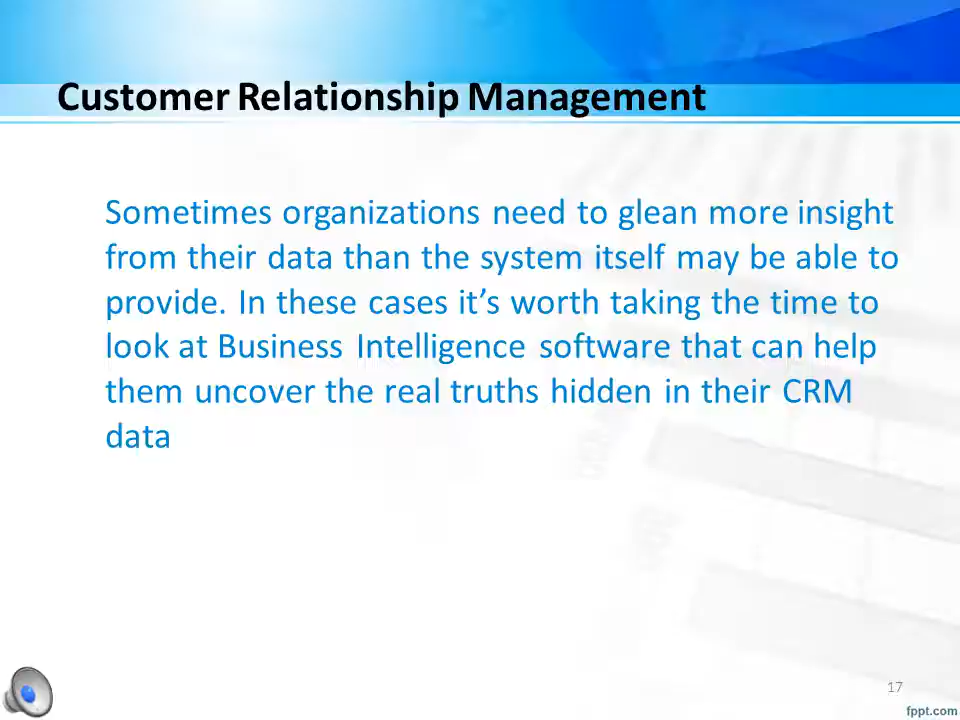 Customer Relationship Management
Sometimes organizations need to glean more insight
from their data than the system itself may be able to
provide. In these cases it’s worth taking the time to
look at Business Intelligence software that can help
them uncover the real truths hidden in their CRM
data
17
fppt.com